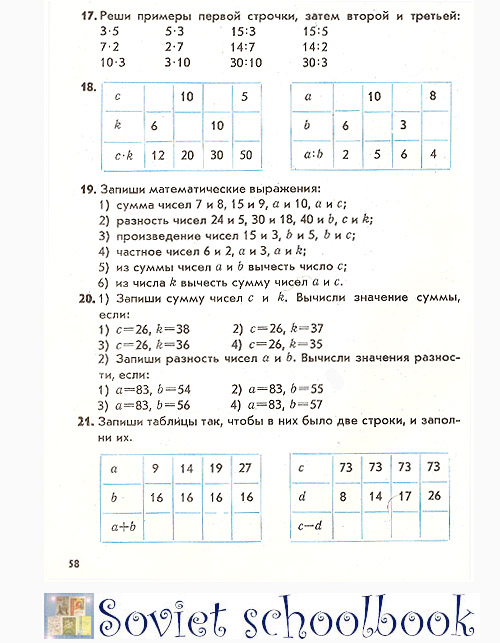 17. Реши примеры первой строчки, затем второй и третьей:
3·5 5·3 15:3 15:5
7·2 2·7 14:7 14:2
10·3 3·10 30:10 30:3
18.
c 10 5
k 6 10
c·k 12 20 30 50
a 10 8
b 6 3
a:b 2 5 6 4
19. Запиши математические выражения:
1) сумма чисел 7 и 8, 15 и 9, a и 10, a и c;
2) разность чисел 24 и 5, 30 и 18, 40 и b, c и k;
3) произведение чисел 15 и 3, b и 5, b и c;
4) частное чисел 6 и 2, a и 3, a и k;
5) из суммы чисел a и b вычесть число c;
6) из числа k вычесть сумму чисел a и c.
20. 1) Запиши сумму чисел c и k. Вычисли значение суммы,
если:
1) c=26, k=38 2) c=26, k=37
3) c=26, k=36 4) c=26, k=35
2) Запиши разность чисел a и b. Вычисли значения разнос-
ти, если:
1) a=83, b=54 2) a=83, b=55
3) a=83, b=56 4) a=83, b=57
21. Запиши таблицы так, чтобы в них было две строки, и запол-
ни их.
a 9 14 19 27
b 16 16 16 16
a+b
c 73 73 73 73
d 8 14 17 26
c−d
58
Soviet schoolbook